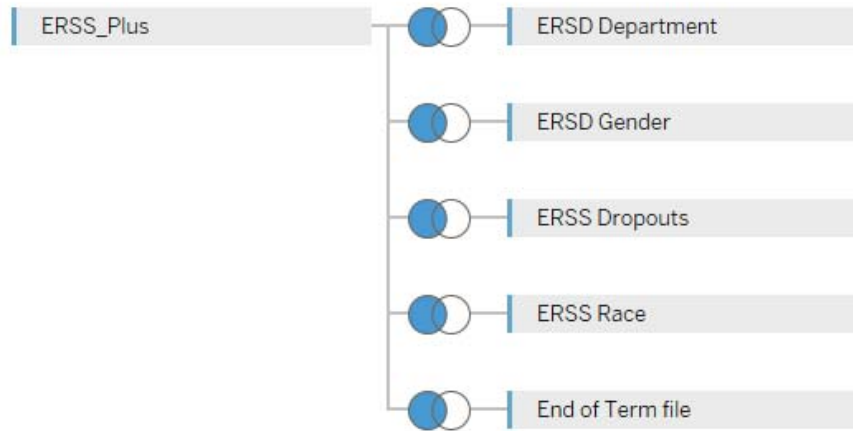 ERSS_Plus
ERSD Department
ERSD Gender
ERSS Dropouts
ERSS Race
End of Term file